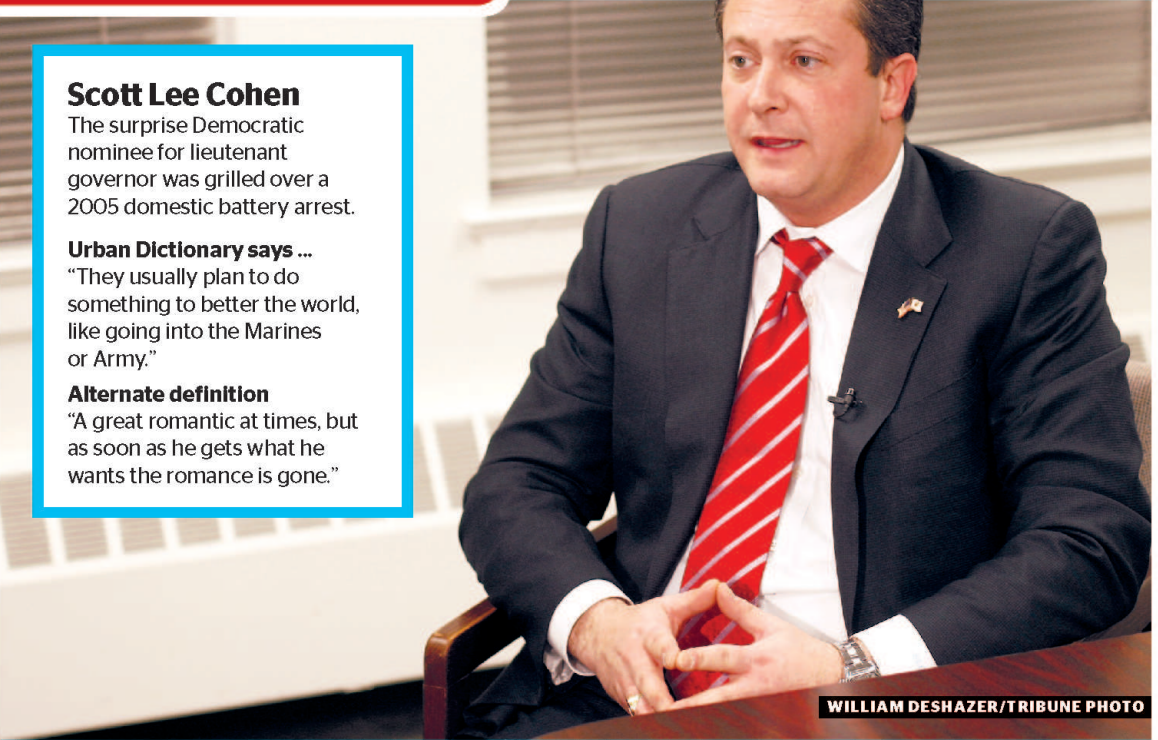 Scott Lee Cohen
The surprise Democratic
nominee for lieutenant
governor was grilled over a
2005 domestic battery arrest.
Urban Dictionary says ...
“They usually plan to do
something to better the world,
like going into the Marines
or Army.”
Alternate definition
“A great romantic at times, but
as soon as he gets what he
wants the romance is gone.”
WILLIAM DESHAZER/TRIBUNE PHOTO